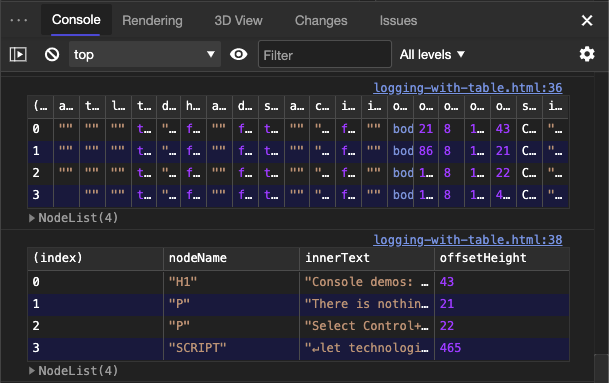 Console Rendering 3D View Changes Issues
top Filter All levels
logging-with-table.html:36
(… a… t… l… t… d… h… a… d… s… a… c… i… i… o… o… o… o… o… s… i…
0 "" "" "" t… "… f… "… f… t… "" "… f… "" bod 21 8 1… 43 C… "…
1 "" "" "" t… "… f… "… f… t… "" "… f… "" bod 86 8 1… 21 C… "…
2 "" "" "" t… "… f… "… f… t… "" "… f… "" bod 1… 8 1… 22 C… "…
3 "" "" t… "… f… "… f… t… "" "… f… "" bod 1… 8 1… 4… C… "…
NodeList(4)
logging-with-table.html:38
(index) nodeName innerText offsetHeight
0 "H1" "Console demos: … 43
1 "P" "There is nothin… 21
2 "P" "Select Control+… 22
3 "SCRIPT" "↵let technologi… 465
NodeList(4)